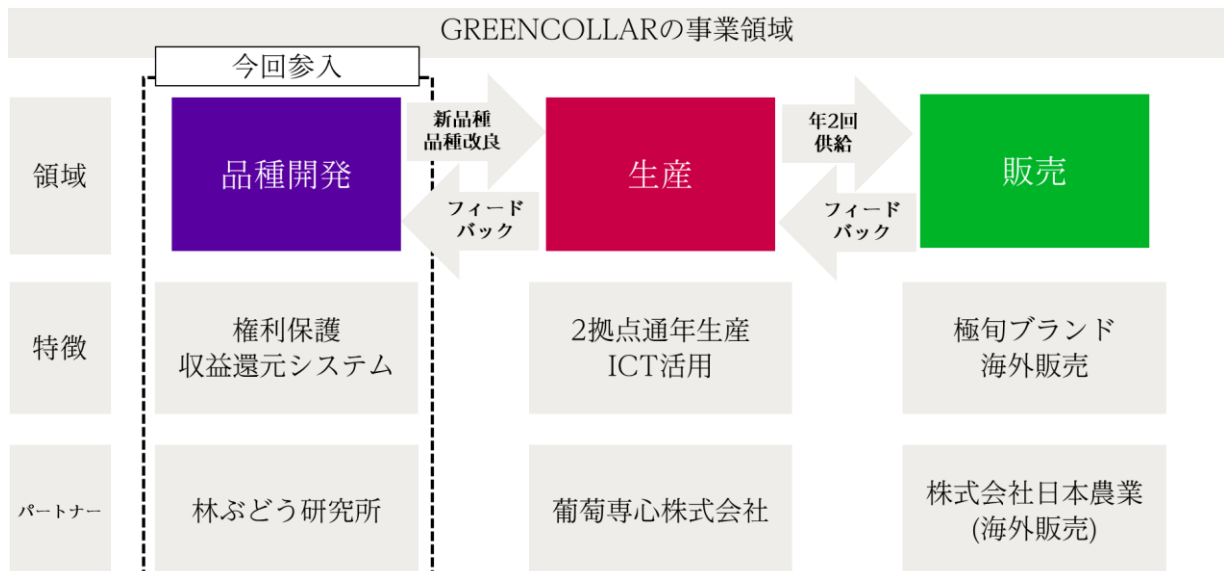 GREENCOLLARの事業領域
今回参入
領域
品種開発
新品種
品種改良
フィード
バック
生産
年2回
供給
フィード
バック
販売
特徴
権利保護
収益還元システム
2拠点通年生産
ICT活用
極旬ブランド
海外販売
パートナー
林ぶどう研究所
葡萄専心株式会社
株式会社日本農業
(海外販売)